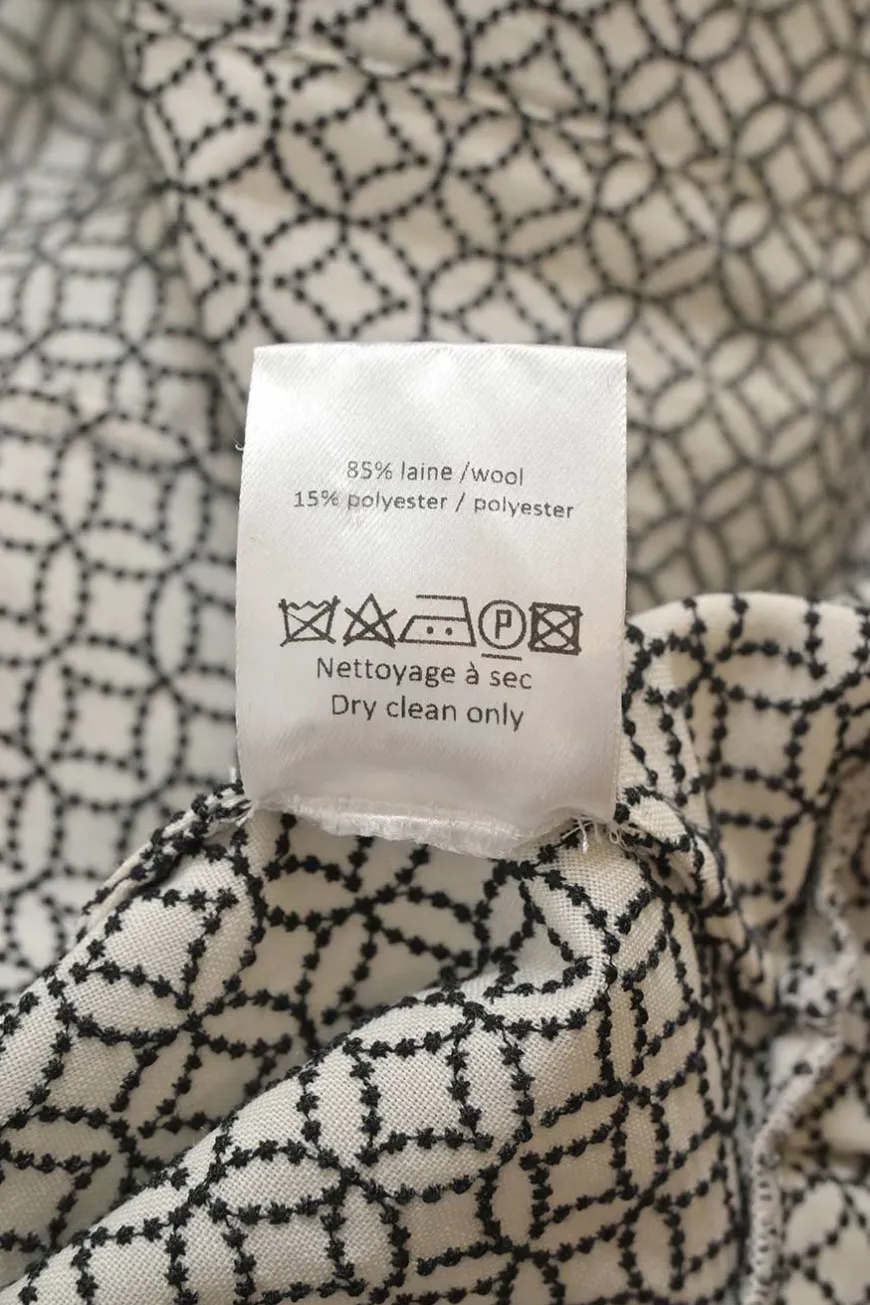 85% laine /wool
15% polyester / polyester
P
Nettoyage à sec
Dry clean only